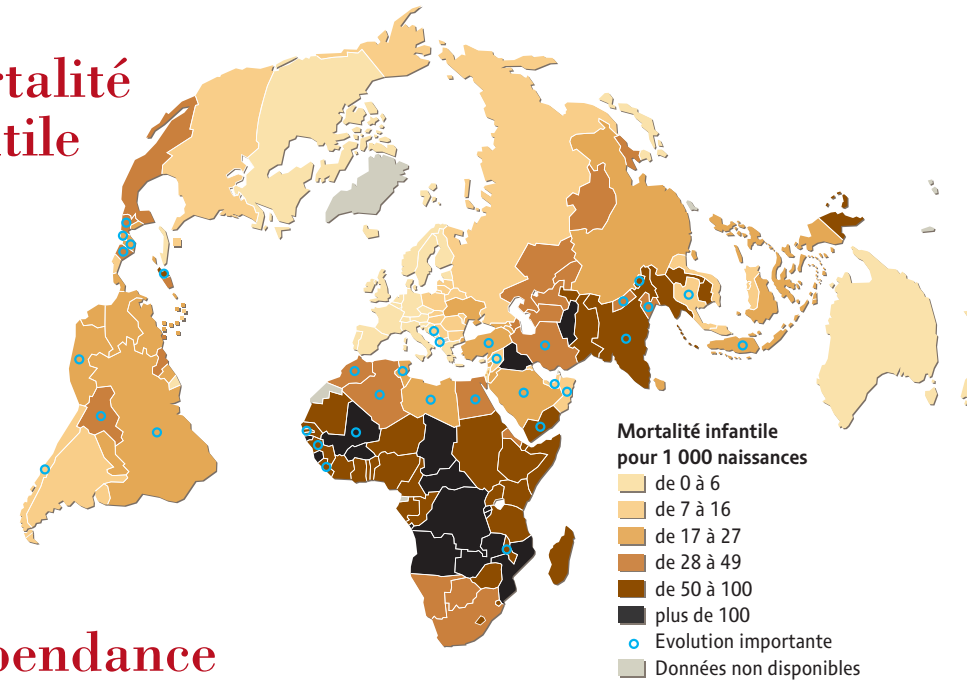 rtalité
tile
Mortalité infantile
pour 1 000 naissances
de 0 à 6
de 7 à 16
de 17 à 27
de 28 à 49
de 50 à 100
plus de 100
Evolution importante
Données non disponibles
pendance